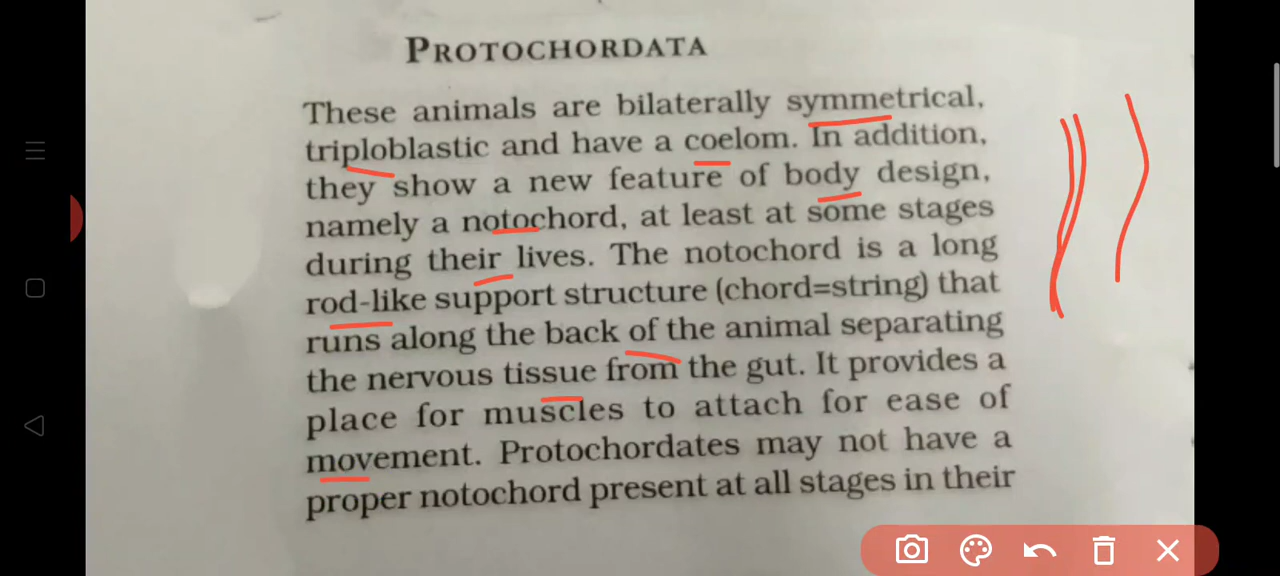 PROTOCHORDATA
These animals are bilaterally symmetrical,
triploblastic and have a coelom. In addition,
they show a new feature of body design,
namely a notochord, at least at some stages
during their lives. The notochord is a long
rod-like support structure (chord=string) that
runs along the back of the animal separating
the nervous tissue from the gut. It provides a
place for muscles to attach for ease of
movement. Protochordates may not have a
proper notochord present at all stages in their